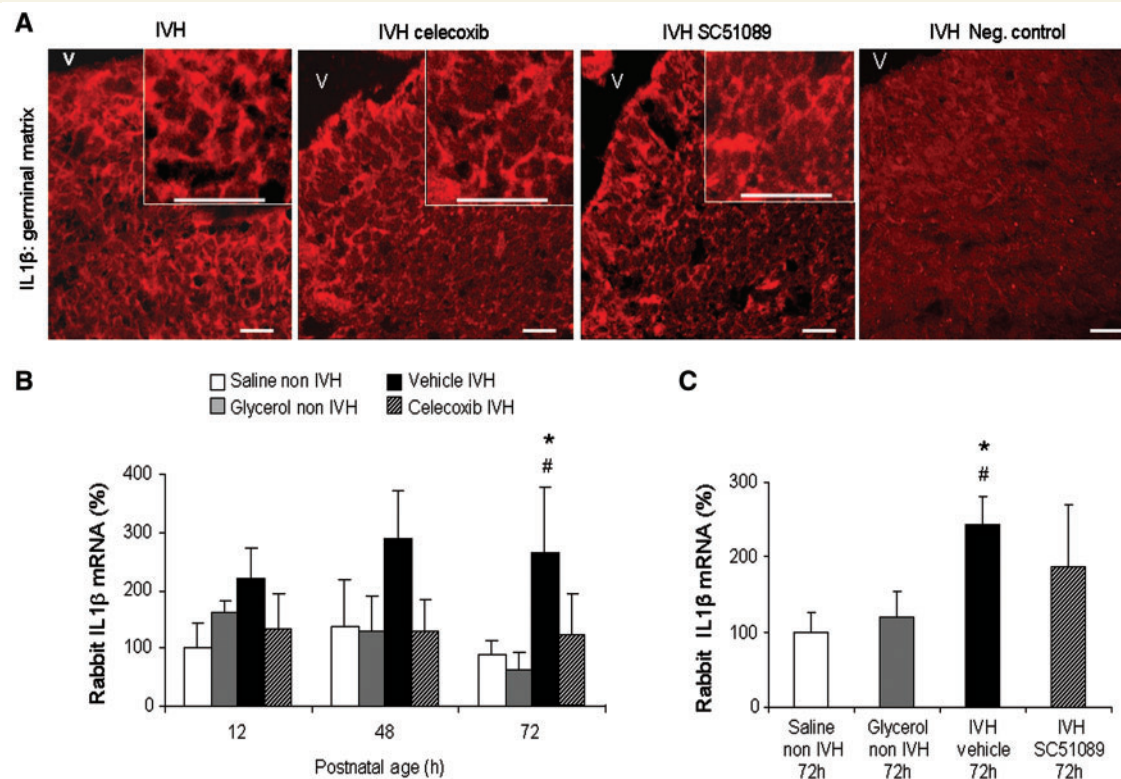 A
IVH
IVH celecoxib
IVH SC51089
IVH Neg. control
IL1β: germinal matrix
V
V
V
V
B
Saline non IVH
Vehicle IVH
Glycerol non IVH
Celecoxib IVH
Rabbit IL1β mRNA (%)
400
300
200
100
0
*
#
12
48
72
Postnatal age (h)
C
Rabbit IL1β mRNA (%)
300
200
100
0
*
#
Saline
non IVH
72h
Glycerol
non IVH
72h
IVH
vehicle
72h
IVH
SC51089
72h